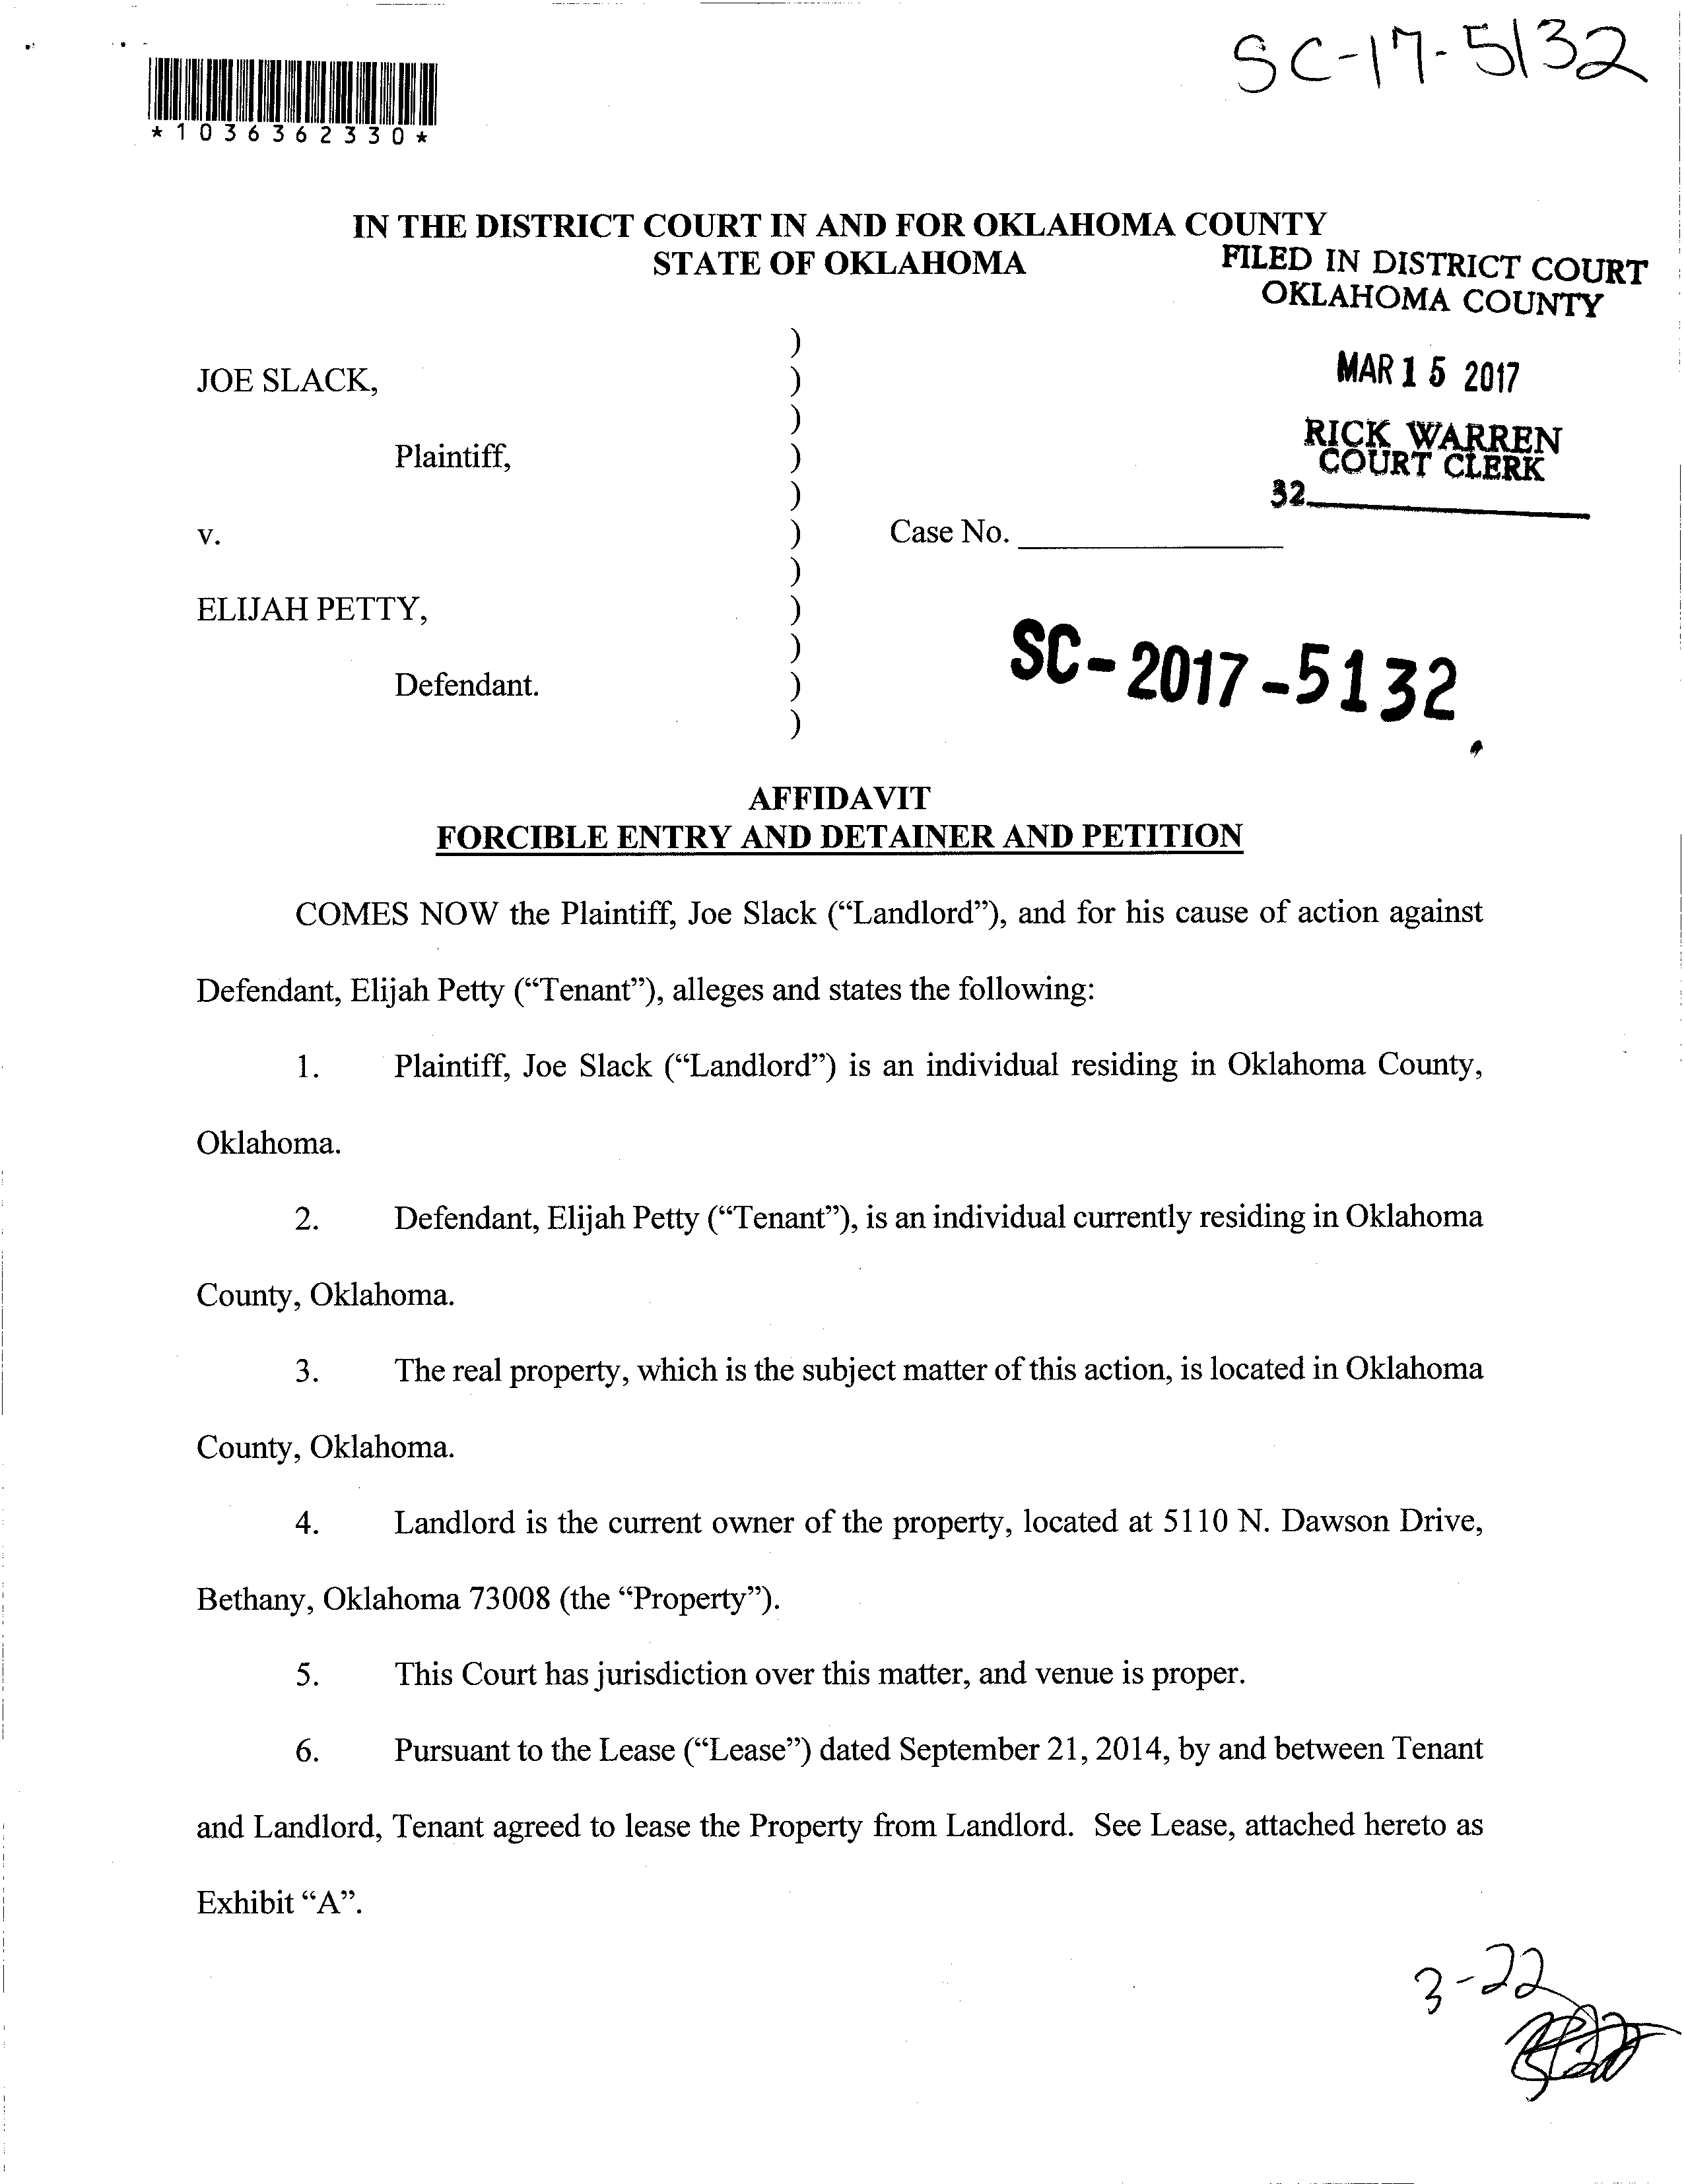 SC-17-5132
*1036362330*
IN THE DISTRICT COURT IN AND FOR OKLAHOMA COUNTY
STATE OF OKLAHOMA
FILED IN DISTRICT COURT
OKLAHOMA COUNTY
MAR 15 2017
RICK WARREN
COURT CLERK
32
JOE SLACK,
Plaintiff,
v.
ELIJAH PETTY,
Defendant.
)
)
)
)
)
)
)
)
)
)
)
Case No.
SC-2017-5132
AFFIDAVIT
FORCIBLE ENTRY AND DETAINER AND PETITION
COMES NOW the Plaintiff, Joe Slack (“Landlord”), and for his cause of action against
Defendant, Elijah Petty (“Tenant”), alleges and states the following:
1. Plaintiff, Joe Slack (“Landlord”) is an individual residing in Oklahoma County,
Oklahoma.
2. Defendant, Elijah Petty (“Tenant”), is an individual currently residing in Oklahoma
County, Oklahoma.
3. The real property, which is the subject matter of this action, is located in Oklahoma
County, Oklahoma.
4. Landlord is the current owner of the property, located at 5110 N. Dawson Drive,
Bethany, Oklahoma 73008 (the “Property”).
5. This Court has jurisdiction over this matter, and venue is proper.
6. Pursuant to the Lease (“Lease”) dated September 21, 2014, by and between Tenant
and Landlord, Tenant agreed to lease the Property from Landlord. See Lease, attached hereto as
Exhibit “A”.
3-22